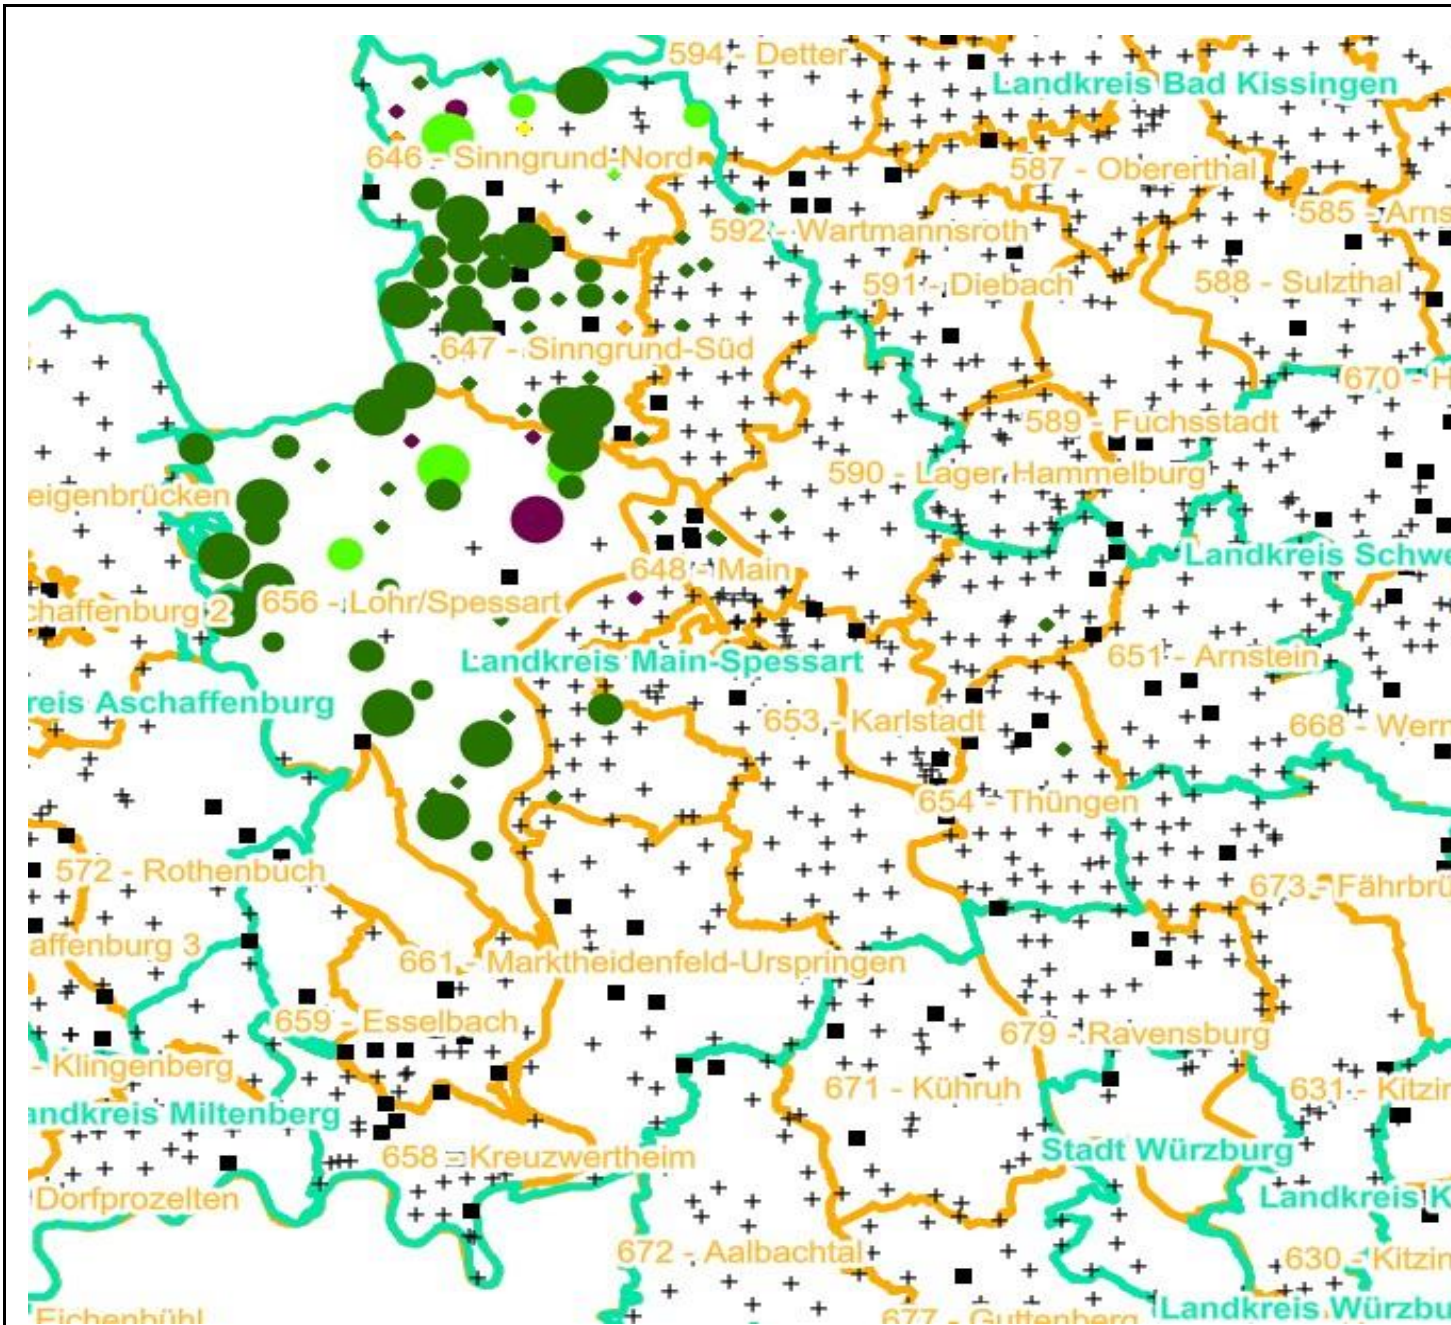 594 - Detter
Landkreis Bad Kissingen
646 - Sinngrund-Nord
587 - Obererthal
585 - Arns
592 - Wartmannsroth
591 - Diebach
588 - Sulzthal
647 - Sinngrund-Süd
670 - H
589 - Fuchsstadt
590 - Lager Hammelburg
eigenbrücken
Landkreis Schwe
648 - Main
chaffenburg 2
656 - Lohr/Spessart
651 - Arnstein
Landkreis Main-Spessart
reis Aschaffenburg
653 - Karlstadt
668 - Wern
654 - Thüngen
572 - Rothenbuch
673 - Fährbrü
affenburg 3
661 - Marktheidenfeld-Urspringen
659 - Esselbach
679 - Ravensburg
- Klingenberg
671 - Kühruh
631 - Kitzin
andkreis Miltenberg
Stadt Würzburg
658 - Kreuzwertheim
Dorfprozelten
Landkreis K
672 - Aalbachtal
630 - Kitzin
Landkreis Würzbu
Eichenbühl
677 - Guttenberg